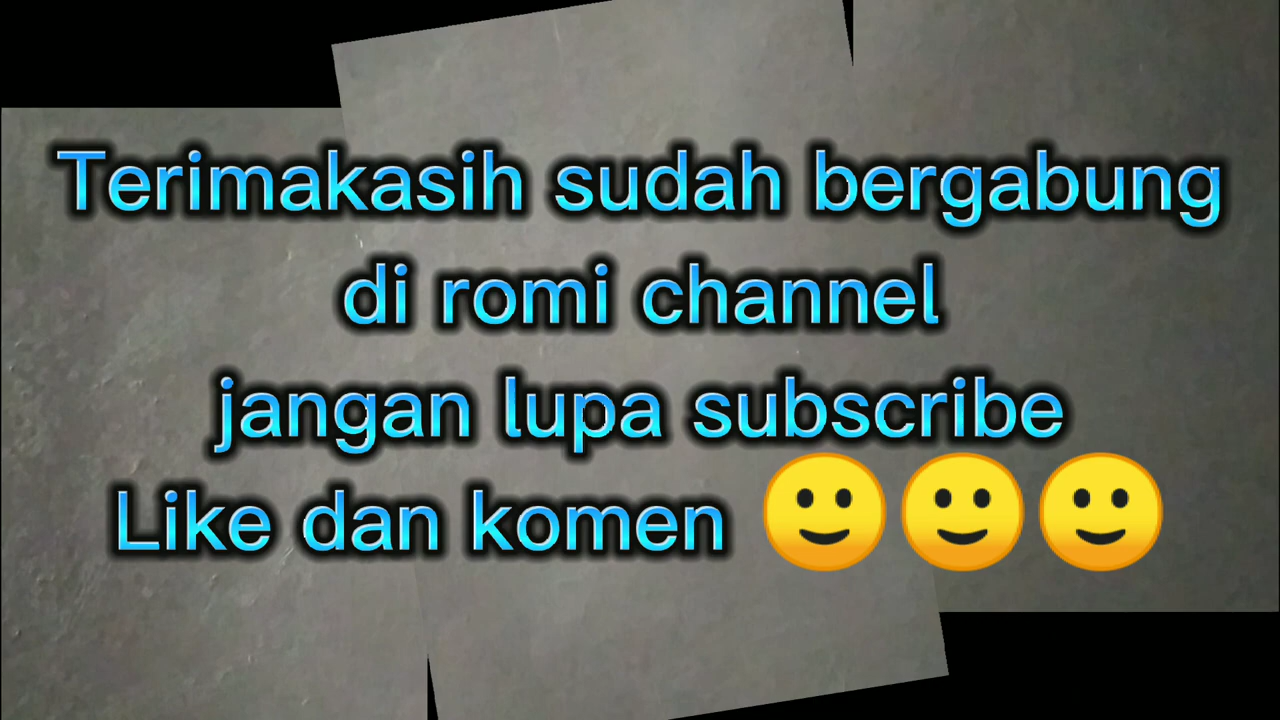 Terimakasih sudah bergabung
di romi channel
jangan lupa subscribe
Like dan komen 🙂🙂🙂